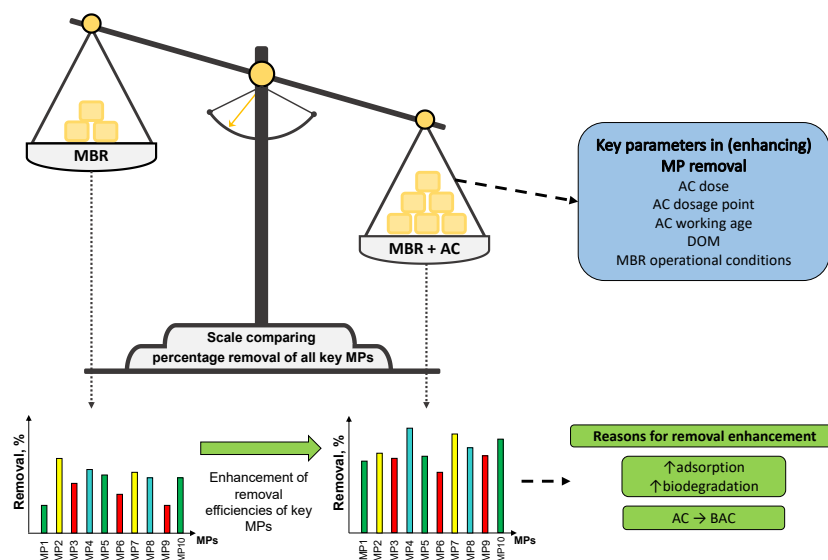 MBR
MBR + AC
Key parameters in (enhancing)
MP removal
AC dose
AC dosage point
AC working age
DOM
MBR operational conditions
Scale comparing
percentage removal of all key MPs
Removal, %
MP1
MP2
MP3
MP4
MP5
MP6
MP7
MP8
MP9
MP10
MPs
Enhancement of
removal
efficiencies of key
MPs
Removal, %
MP1
MP2
MP3
MP4
MP5
MP6
MP7
MP8
MP9
MP10
MPs
Reasons for removal enhancement
↑adsorption
↑biodegradation
AC → BAC